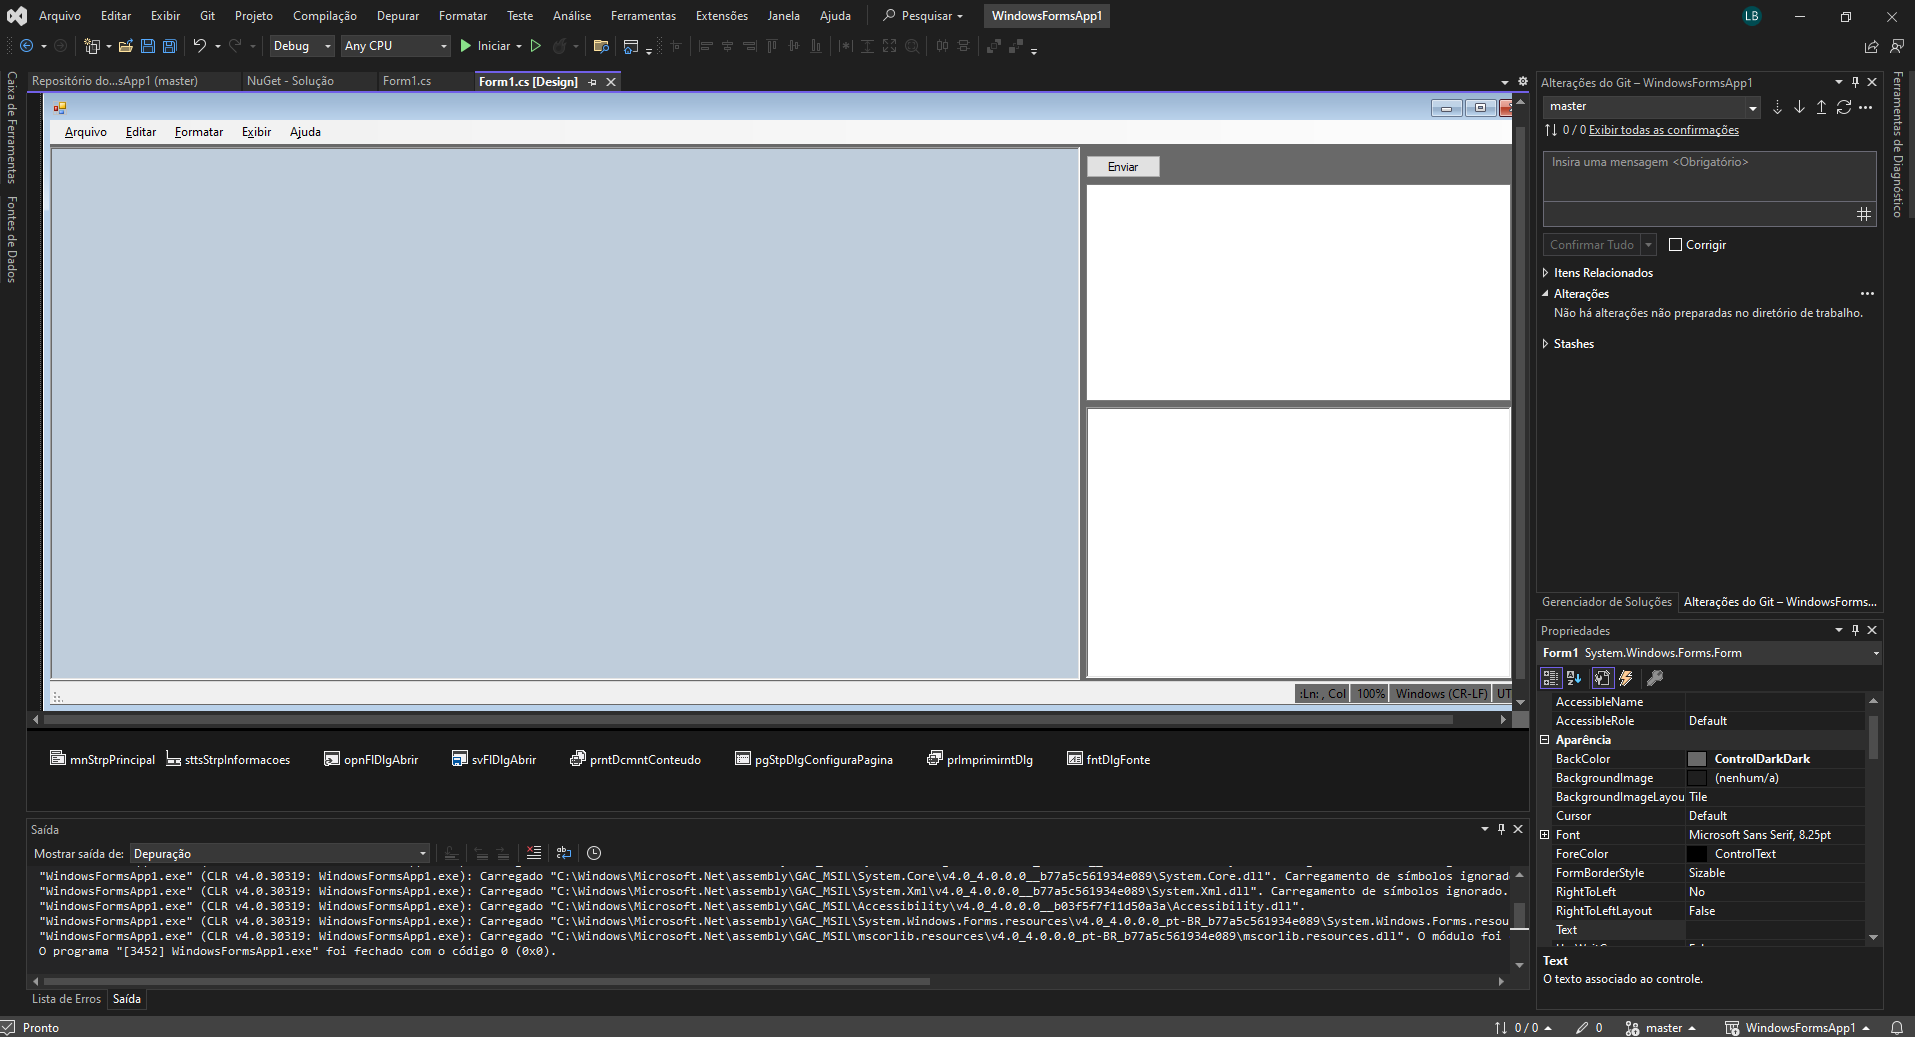 Arquivo Editar Exibir Git Projeto Compilação Depurar Formatar Teste Análise Ferramentas Extensões Janela Ajuda Pesquisar WindowsFormsApp1 LB
Debug Any CPU Iniciar
Caixa de Ferramentas
Fontes de Dados
Repositório do...sApp1 (master) NuGet - Solução Form1.cs Form1.cs [Design]
Arquivo Editar Formatar Exibir Ajuda
Enviar
:Ln: , Col 100% Windows (CR-LF) UT
mnStrpPrincipal sttsStrpInformacoes opnFlDlgAbrir svFlDlgAbrir prntDcmntConteudo pgStpDlgConfiguraPagina prImprimirntDlg fntDlgFonte
Saída
Mostrar saída de: Depuração
"WindowsFormsApp1.exe" (CLR v4.0.30319: WindowsFormsApp1.exe): Carregado "C:\Windows\Microsoft.Net\assembly\GAC_MSIL\System.Core\v4.0_4.0.0.0__b77a5c561934e089\System.Core.dll". Carregamento de símbolos ignorad
"WindowsFormsApp1.exe" (CLR v4.0.30319: WindowsFormsApp1.exe): Carregado "C:\Windows\Microsoft.Net\assembly\GAC_MSIL\System.Xml\v4.0_4.0.0.0__b77a5c561934e089\System.Xml.dll". Carregamento de símbolos ignorado.
"WindowsFormsApp1.exe" (CLR v4.0.30319: WindowsFormsApp1.exe): Carregado "C:\Windows\Microsoft.Net\assembly\GAC_MSIL\Accessibility\v4.0_4.0.0.0__b03f5f7f11d50a3a\Accessibility.dll".
"WindowsFormsApp1.exe" (CLR v4.0.30319: WindowsFormsApp1.exe): Carregado "C:\Windows\Microsoft.Net\assembly\GAC_MSIL\System.Windows.Forms.resources\v4.0_4.0.0.0_pt-BR_b77a5c561934e089\System.Windows.Forms.resou
"WindowsFormsApp1.exe" (CLR v4.0.30319: WindowsFormsApp1.exe): Carregado "C:\Windows\Microsoft.Net\assembly\GAC_MSIL\mscorlib.resources\v4.0_4.0.0.0_pt-BR_b77a5c561934e089\mscorlib.resources.dll". O módulo foi
O programa "[3452] WindowsFormsApp1.exe" foi fechado com o código 0 (0x0).
Lista de Erros Saída
Alterações do Git – WindowsFormsApp1
master
0 / 0 Exibir todas as confirmações
Insira uma mensagem <Obrigatório>
Confirmar Tudo Corrigir
Itens Relacionados
Alterações
Não há alterações não preparadas no diretório de trabalho.
Stashes
Gerenciador de Soluções Alterações do Git – WindowsForms...
Propriedades
Form1 System.Windows.Forms.Form
AccessibleName
AccessibleRole Default
Aparência
BackColor ControlDarkDark
BackgroundImage (nenhum/a)
BackgroundImageLayou Tile
Cursor Default
Font Microsoft Sans Serif, 8.25pt
ForeColor ControlText
FormBorderStyle Sizable
RightToLeft No
RightToLeftLayout False
Text
Text
O texto associado ao controle.
Ferramentas de Diagnóstico
Pronto 0 / 0 0 master WindowsFormsApp1